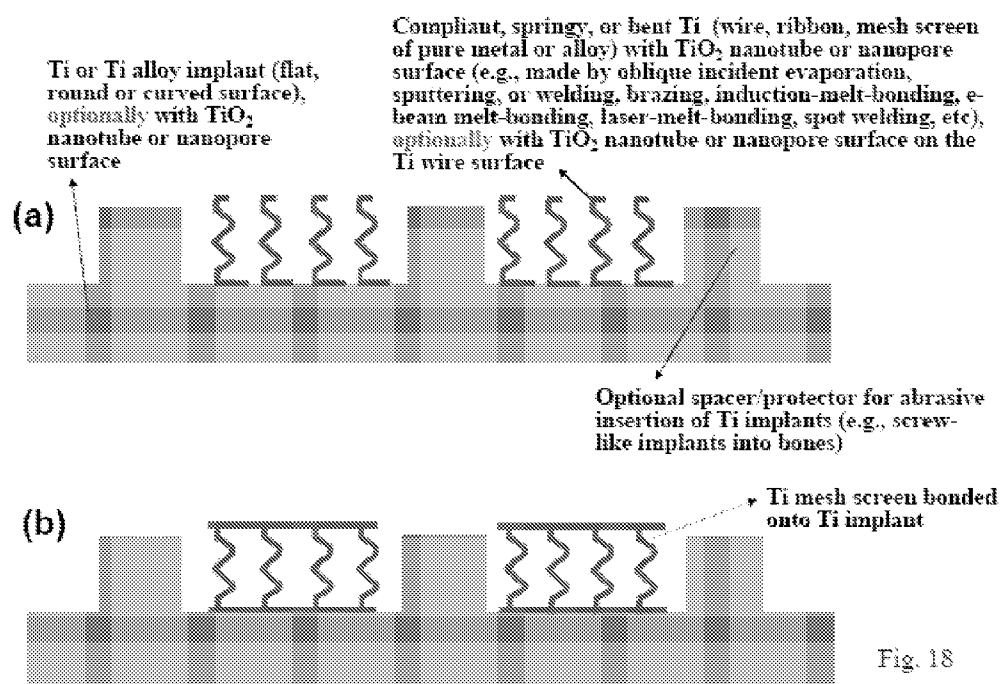 Ti or Ti alloy implant (flat,
round or curved surface),
optionally with TiO₂
nanotube or nanopore
surface
Compliant, springy, or bent Ti (wire, ribbon, mesh screen
of pure metal or alloy) with TiO₂ nanotube or nanopore
surface (e.g., made by oblique incident evaporation,
sputtering, or welding, brazing, induction-melt-bonding, e-
beam melt-bonding, laser-melt-bonding, spot welding, etc),
optionally with TiO₂ nanotube or nanopore surface on the
Ti wire surface
(a)
Optional spacer/protector for abrasive
insertion of Ti implants (e.g., screw-
like implants into bones)
(b)
Ti mesh screen bonded
onto Ti implant
Fig. 18